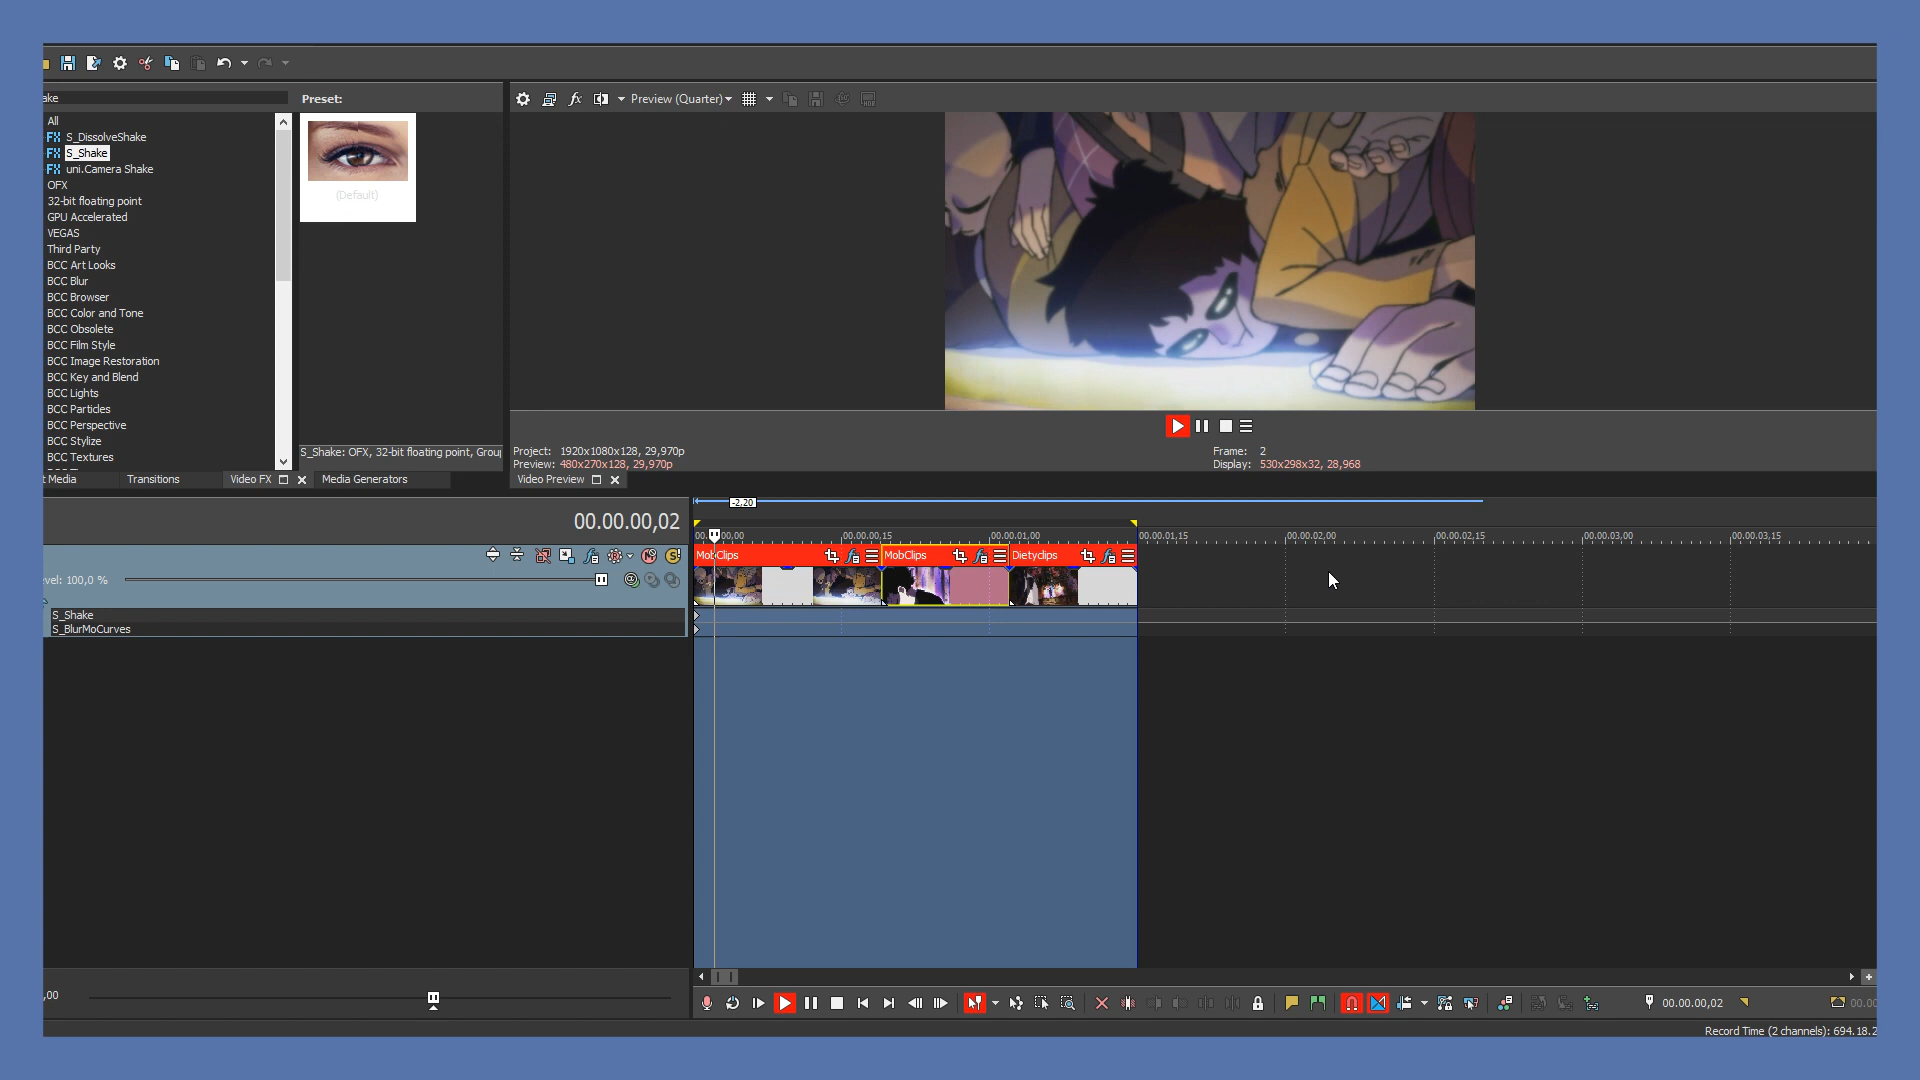 ake
Preset:
Preview (Quarter)
All
FX S_DissolveShake
FX S_Shake
FX uni.Camera Shake
OFX
32-bit floating point
GPU Accelerated
VEGAS
Third Party
BCC Art Looks
BCC Blur
BCC Browser
BCC Color and Tone
BCC Obsolete
BCC Film Style
BCC Image Restoration
BCC Key and Blend
BCC Lights
BCC Particles
BCC Perspective
BCC Stylize
BCC Textures
(Default)
S_Shake: OFX, 32-bit floating point, Grou
Project: 1920x1080x128, 29,970p
Preview: 480x270x128, 29,970p
Frame: 2
Display: 530x298x32, 28,968
t Media
Transitions
Video FX
Media Generators
Video Preview
-2.20
00.00.00,02
00.00.00,15
00.00.01,00
00.00.01,15
00.00.02,00
00.00.02,15
00.00.03,00
00.00.03,15
MobClips
MobClips
Dietyclips
vel: 100,0 %
S_Shake
S_BlurMoCurves
,00
00.00.00,02
00.00
Record Time (2 channels): 694.18.2